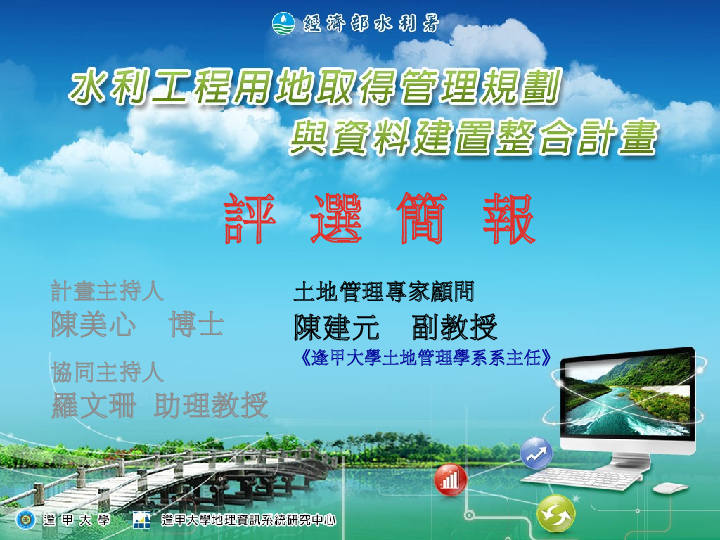 經濟部水利署
水利工程用地取得管理規劃
與資料建置整合計畫
評選簡報
計畫主持人
陳美心 博士
協同主持人
羅文珊 助理教授
土地管理專家顧問
陳建元 副教授
《逢甲大學土地管理學系系主任》
逢甲大學 逢甲大學地理資訊系統研究中心